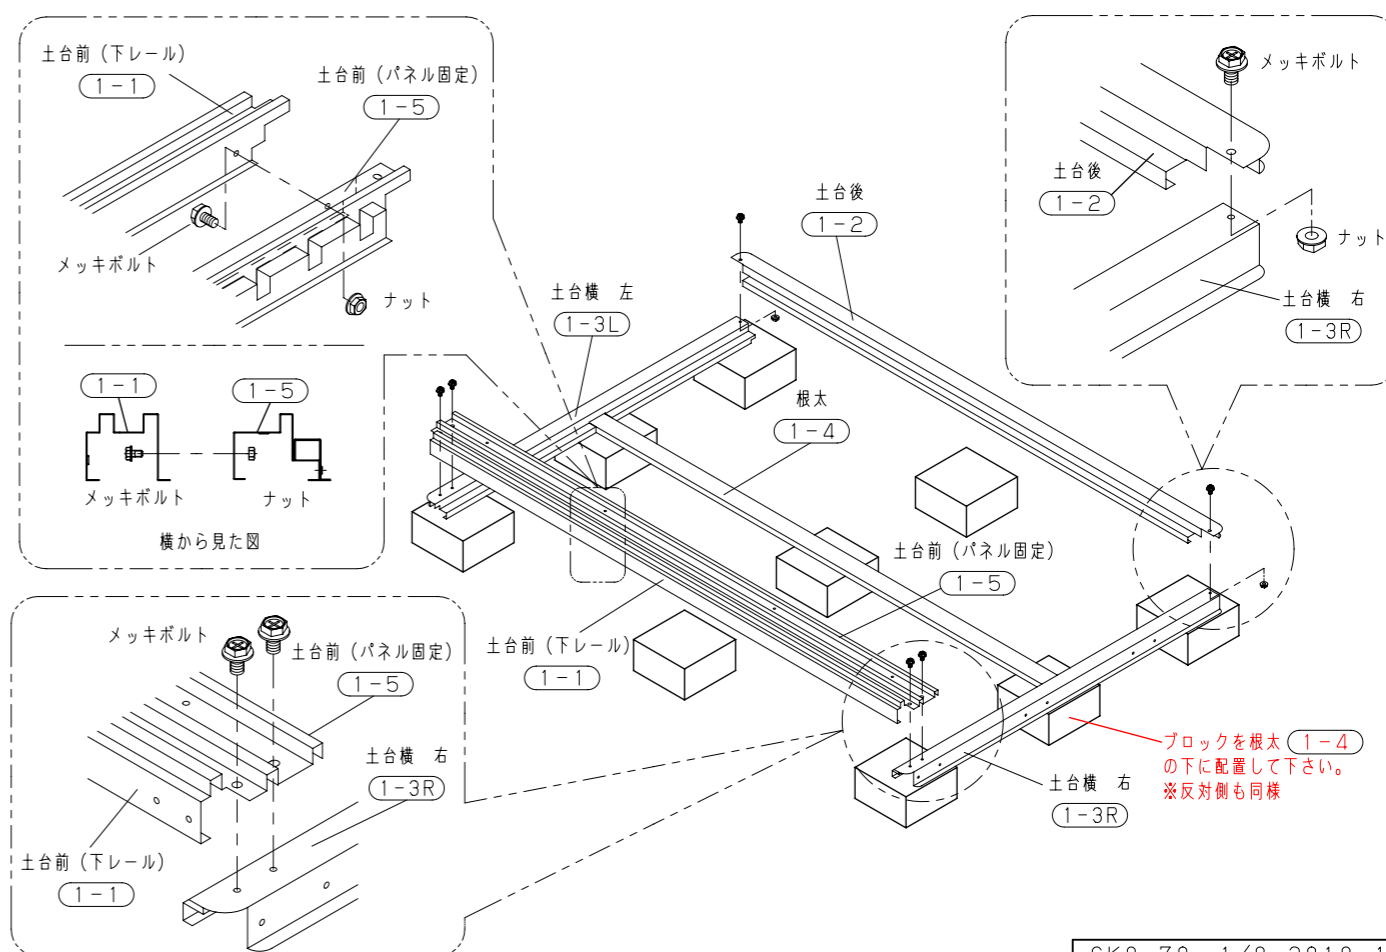 土台前（下レール）
1-1
土台前（パネル固定）
1-5
メッキボルト
ナット
1-1
1-5
メッキボルト
ナット
横から見た図
土台横 左
1-3L
土台後
1-2
根太
1-4
土台前（パネル固定）
1-5
土台前（下レール）
1-1
メッキボルト
土台後
1-2
ナット
土台横 右
1-3R
メッキボルト
土台前（パネル固定）
1-5
土台横 右
1-3R
土台前（下レール）
1-1
ブロックを根太 1-4
の下に配置して下さい。
※反対側も同様
土台横 右
1-3R